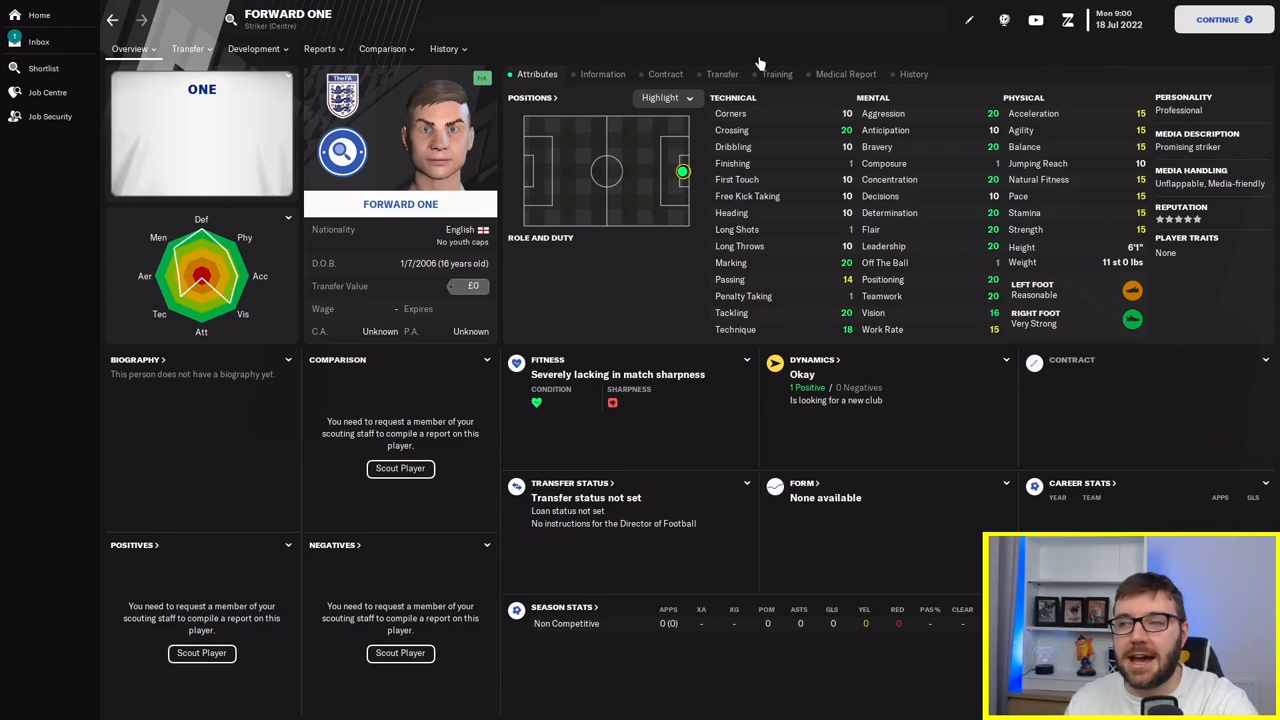 FORWARD ONE
Striker (Centre)
Mon 9:00
18 Jul 2022
CONTINUE
Home
1
Inbox
Shortlist
Job Centre
Job Security
Overview
Transfer
Development
Reports
Comparison
History
ONE
The FA
FrA
FORWARD ONE
Nationality English
No youth caps
D.O.B. 1/7/2006 (16 years old)
Transfer Value £0
Wage - Expires
C.A. Unknown P.A. Unknown
Def
Men Phy
Aer Acc
Tec Vis
Att
Attributes Information Contract Transfer Training Medical Report History
POSITIONS
Highlight
ROLE AND DUTY
TECHNICAL
Corners 10
Crossing 20
Dribbling 10
Finishing 1
First Touch 10
Free Kick Taking 10
Heading 10
Long Shots 1
Long Throws 10
Marking 20
Passing 14
Penalty Taking 1
Tackling 20
Technique 18
MENTAL
Aggression 20
Anticipation 10
Bravery 20
Composure 1
Concentration 20
Decisions 10
Determination 20
Flair 20
Leadership 20
Off The Ball 1
Positioning 20
Teamwork 20
Vision 16
Work Rate 15
PHYSICAL
Acceleration 15
Agility 15
Balance 15
Jumping Reach 10
Natural Fitness 15
Pace 15
Stamina 15
Strength 15
Height 6'1"
Weight 11 st 0 lbs
LEFT FOOT
Reasonable
RIGHT FOOT
Very Strong
PERSONALITY
Professional
MEDIA DESCRIPTION
Promising striker
MEDIA HANDLING
Unflappable, Media-friendly
REPUTATION
PLAYER TRAITS
None
BIOGRAPHY
This person does not have a biography yet.
COMPARISON
You need to request a member of your
scouting staff to compile a report on this
player.
Scout Player
FITNESS
Severely lacking in match sharpness
CONDITION SHARPNESS
DYNAMICS
Okay
1 Positive / 0 Negatives
Is looking for a new club
CONTRACT
TRANSFER STATUS
Transfer status not set
Loan status not set
No instructions for the Director of Football
FORM
None available
CAREER STATS
YEAR TEAM APPS GLS
POSITIVES
You need to request a member of your
scouting staff to compile a report on this
player.
Scout Player
NEGATIVES
You need to request a member of your
scouting staff to compile a report on this
player.
Scout Player
SEASON STATS APPS XA XG POM ASTS GLS YEL RED PAS% CLEAR
Non Competitive 0 (0) - - 0 0 0 0 0 - -